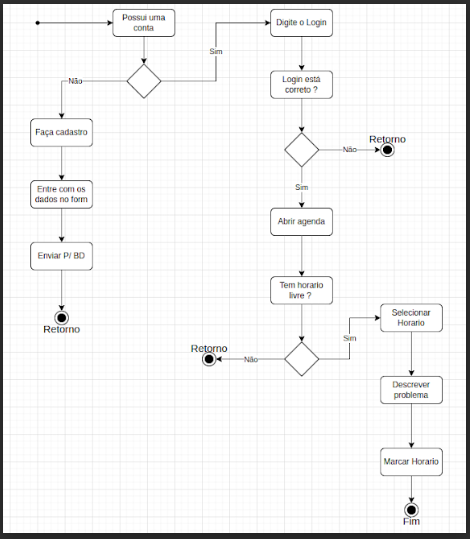 Possui uma
conta
Sim
Não
Faça cadastro
Entre com os
dados no form
Enviar P/ BD
Retorno
Digite o Login
Login está
correto ?
Não
Retorno
Sim
Abrir agenda
Tem horario
livre ?
Não
Retorno
Sim
Selecionar
Horario
Descrever
problema
Marcar Horario
Fim